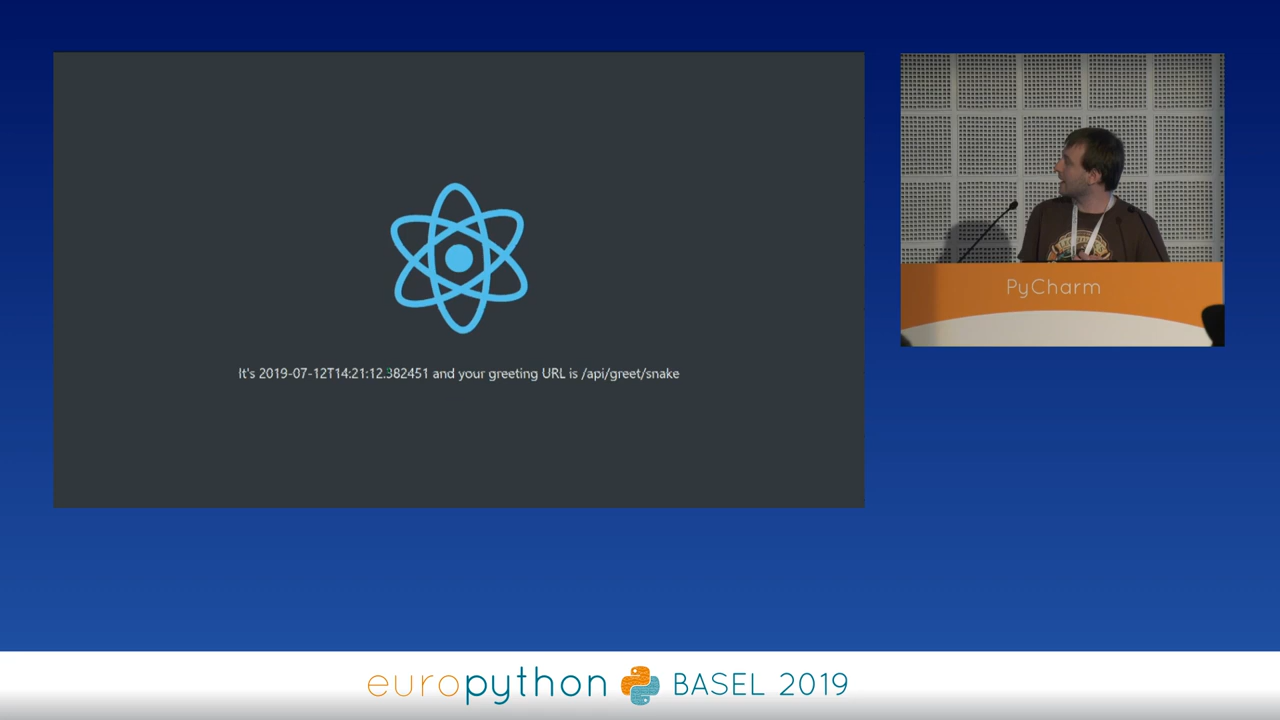 It's 2019-07-12T14:21:12.382451 and your greeting URL is /api/greet/snake
PyCharm
europython BASEL 2019